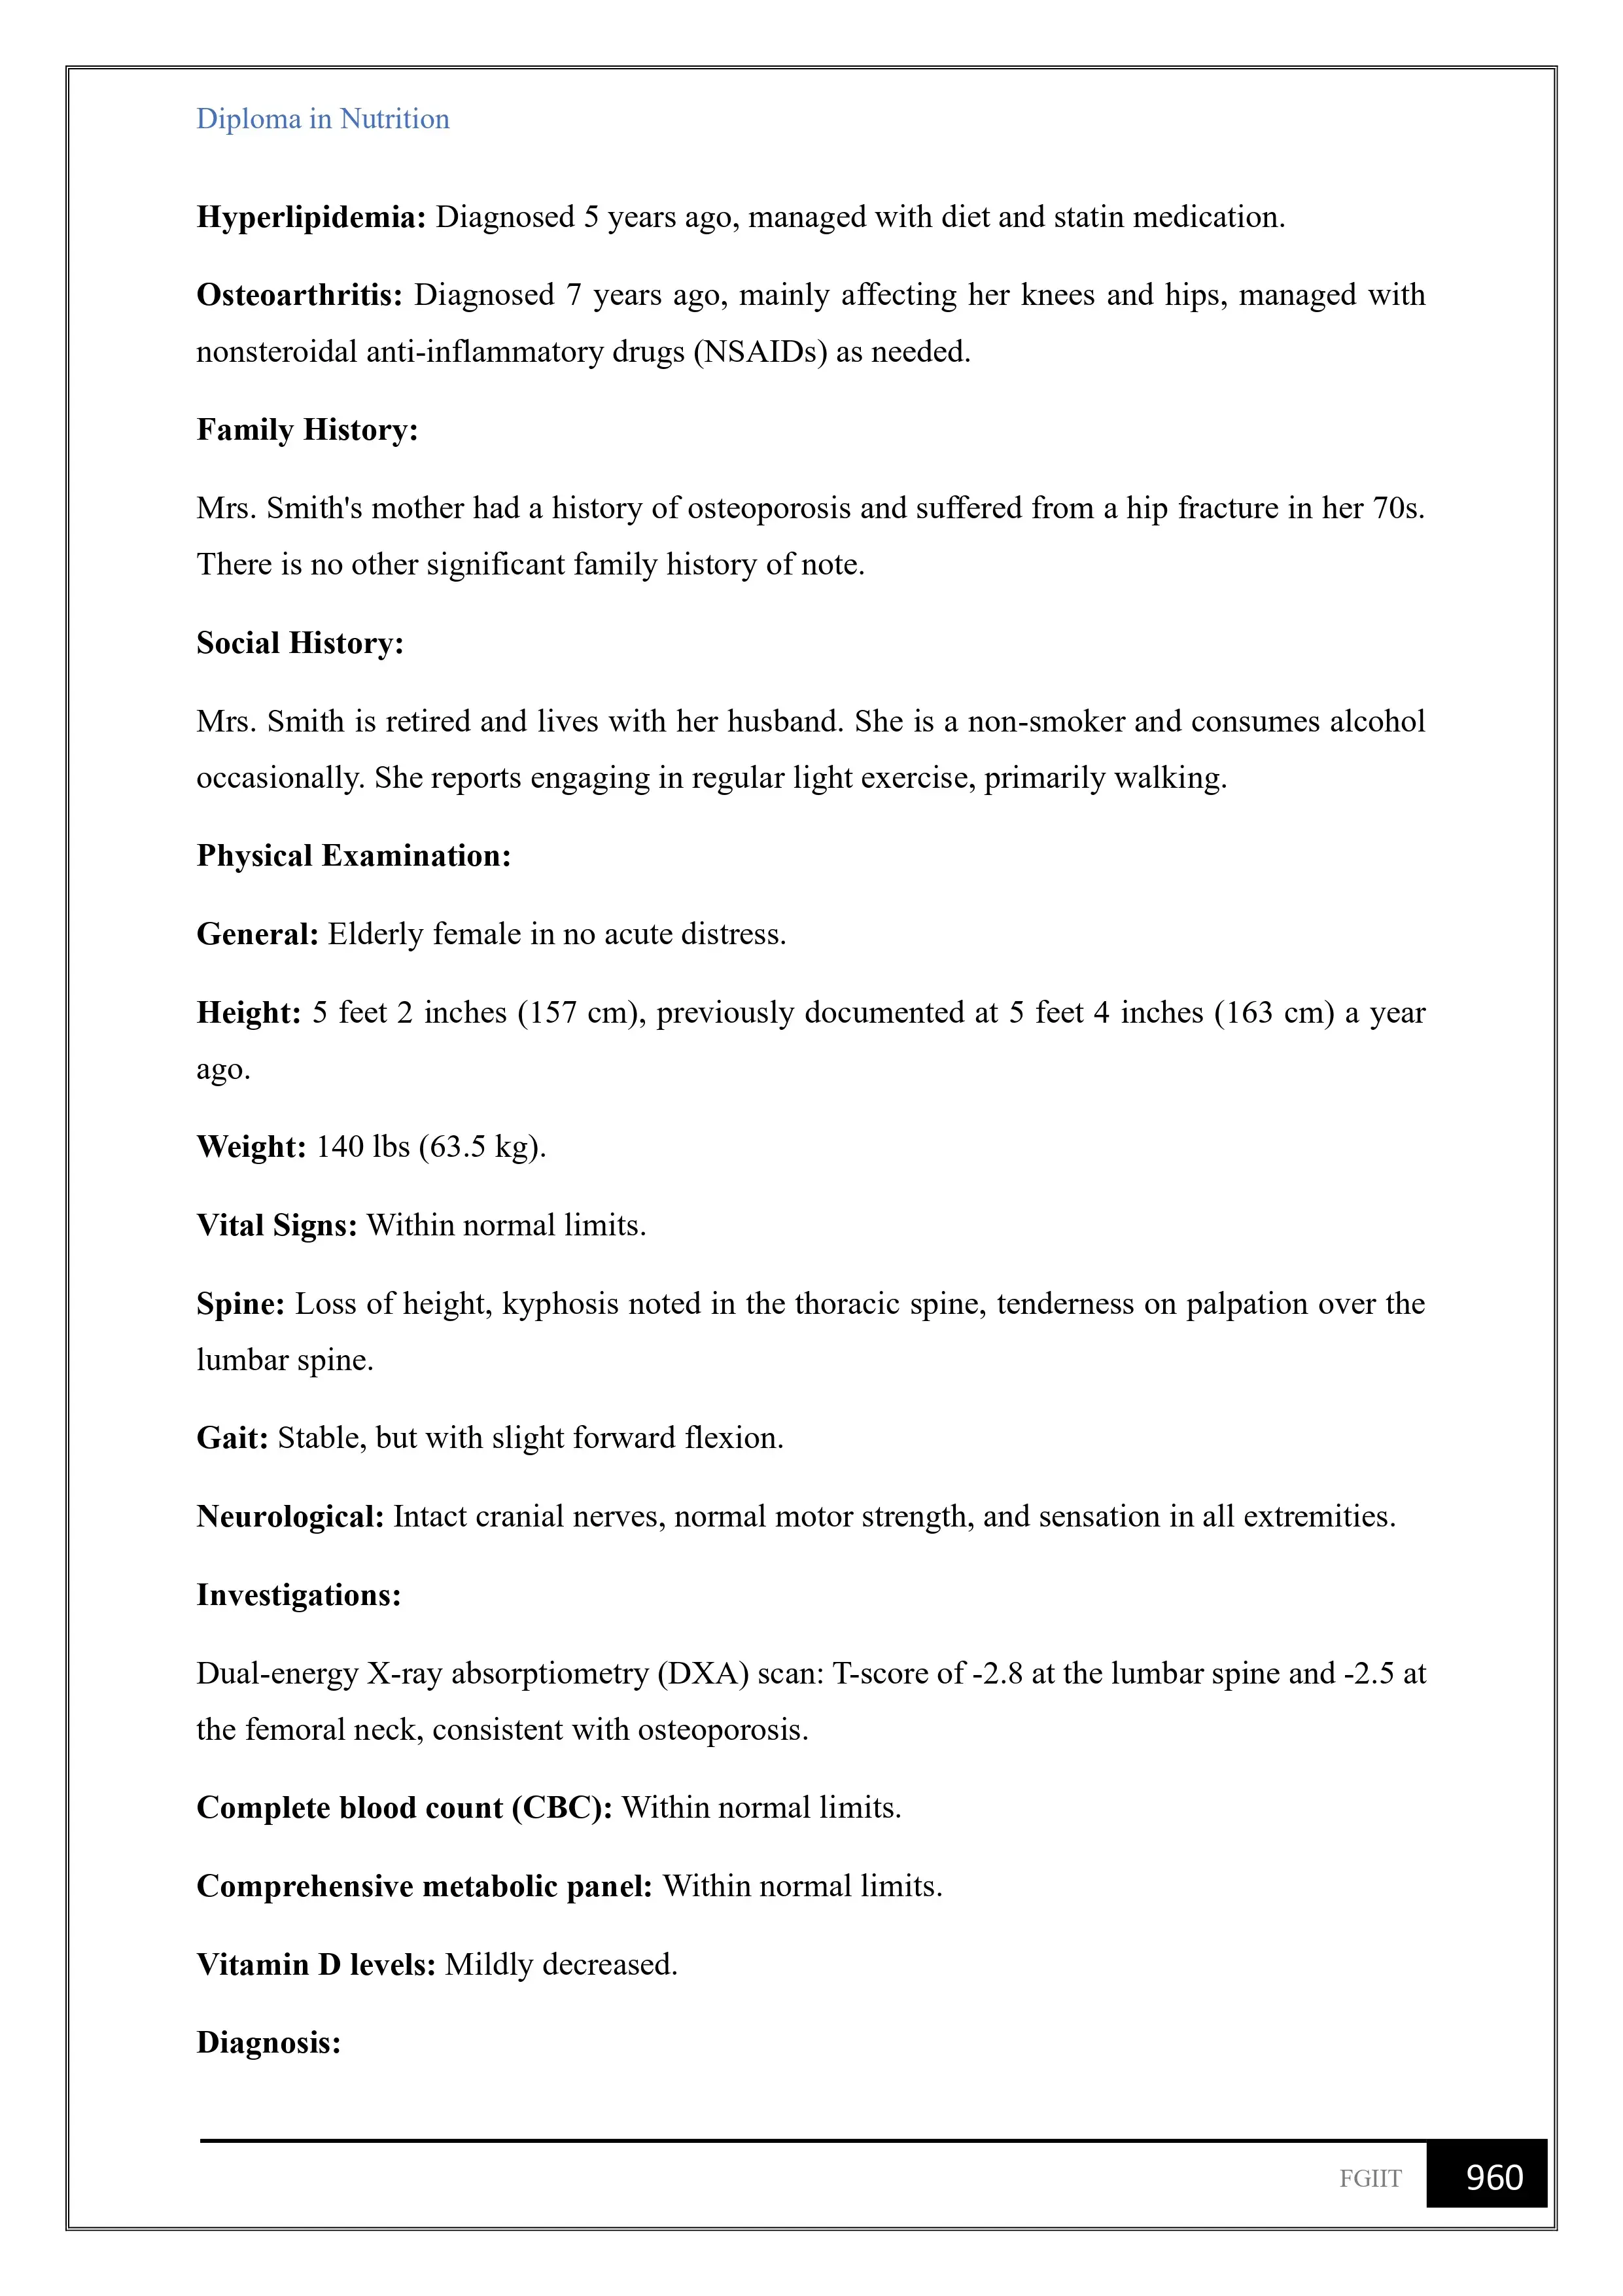 Diploma in Nutrition
Hyperlipidemia: Diagnosed 5 years ago, managed with diet and statin medication.
Osteoarthritis: Diagnosed 7 years ago, mainly affecting her knees and hips, managed with
nonsteroidal anti-inflammatory drugs (NSAIDs) as needed.
Family History:
Mrs. Smith's mother had a history of osteoporosis and suffered from a hip fracture in her 70s.
There is no other significant family history of note.
Social History:
Mrs. Smith is retired and lives with her husband. She is a non-smoker and consumes alcohol
occasionally. She reports engaging in regular light exercise, primarily walking.
Physical Examination:
General: Elderly female in no acute distress.
Height: 5 feet 2 inches (157 cm), previously documented at 5 feet 4 inches (163 cm) a year
ago.
Weight: 140 lbs (63.5 kg).
Vital Signs: Within normal limits.
Spine: Loss of height, kyphosis noted in the thoracic spine, tenderness on palpation over the
lumbar spine.
Gait: Stable, but with slight forward flexion.
Neurological: Intact cranial nerves, normal motor strength, and sensation in all extremities.
Investigations:
Dual-energy X-ray absorptiometry (DXA) scan: T-score of -2.8 at the lumbar spine and -2.5 at
the femoral neck, consistent with osteoporosis.
Complete blood count (CBC): Within normal limits.
Comprehensive metabolic panel: Within normal limits.
Vitamin D levels: Mildly decreased.
Diagnosis:
FGIIT 960